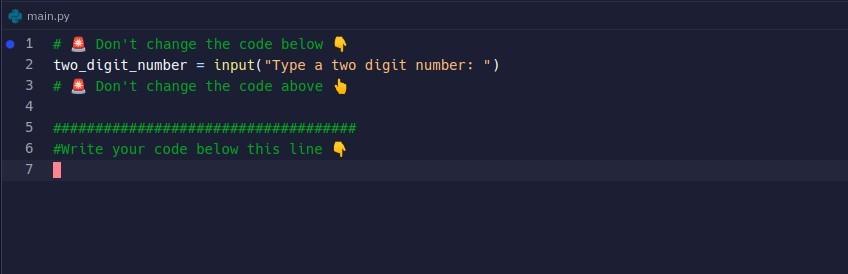 main.py
1 # 🚨 Don't change the code below 👇
2 two_digit_number = input("Type a two digit number: ")
3 # 🚨 Don't change the code above 👆
4
5 ####################################
6 #Write your code below this line 👇
7